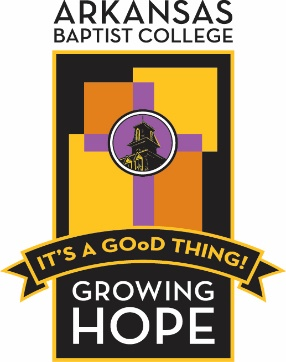 ARKANSAS
BAPTIST COLLEGE
IT'S A GOoD THING!
GROWING
HOPE